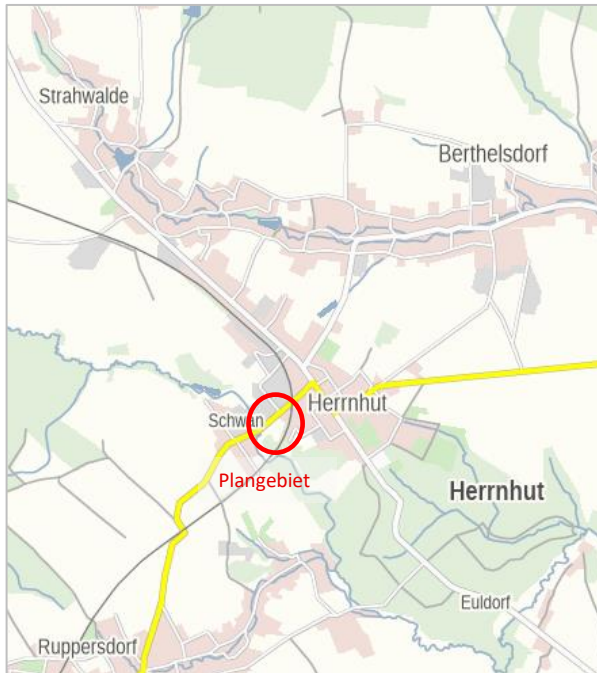 Strahwalde
Berthelsdorf
Herrnhut
Schwan
Plangebiet
Herrnhut
Euldorf
Ruppersdorf